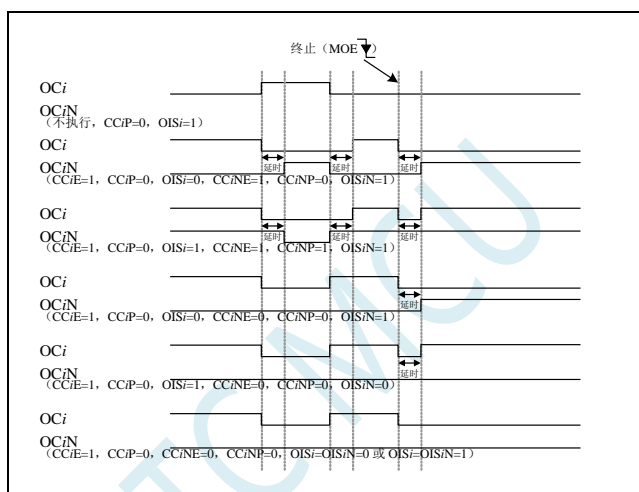 终止（MOE）
OCi
OCiN
（不执行，CCiP=0，OISi=1）
OCi
延时 延时 延时
OCiN
（CCiE=1，CCiP=0，OISi=0，CCiNE=1，CCiNP=0，OISiN=1）
OCi
延时 延时 延时
OCiN
（CCiE=1，CCiP=0，OISi=1，CCiNE=1，CCiNP=1，OISiN=1）
OCi
延时
OCiN
（CCiE=1，CCiP=0，OISi=0，CCiNE=0，CCiNP=0，OISiN=1）
OCi
延时
OCiN
（CCiE=1，CCiP=0，OISi=1，CCiNE=0，CCiNP=0，OISiN=0）
OCi
OCiN
（CCiE=1，CCiP=0，CCiNE=0，CCiNP=0，OISi=OISiN=0 或 OISi=OISiN=1）
TC MCU